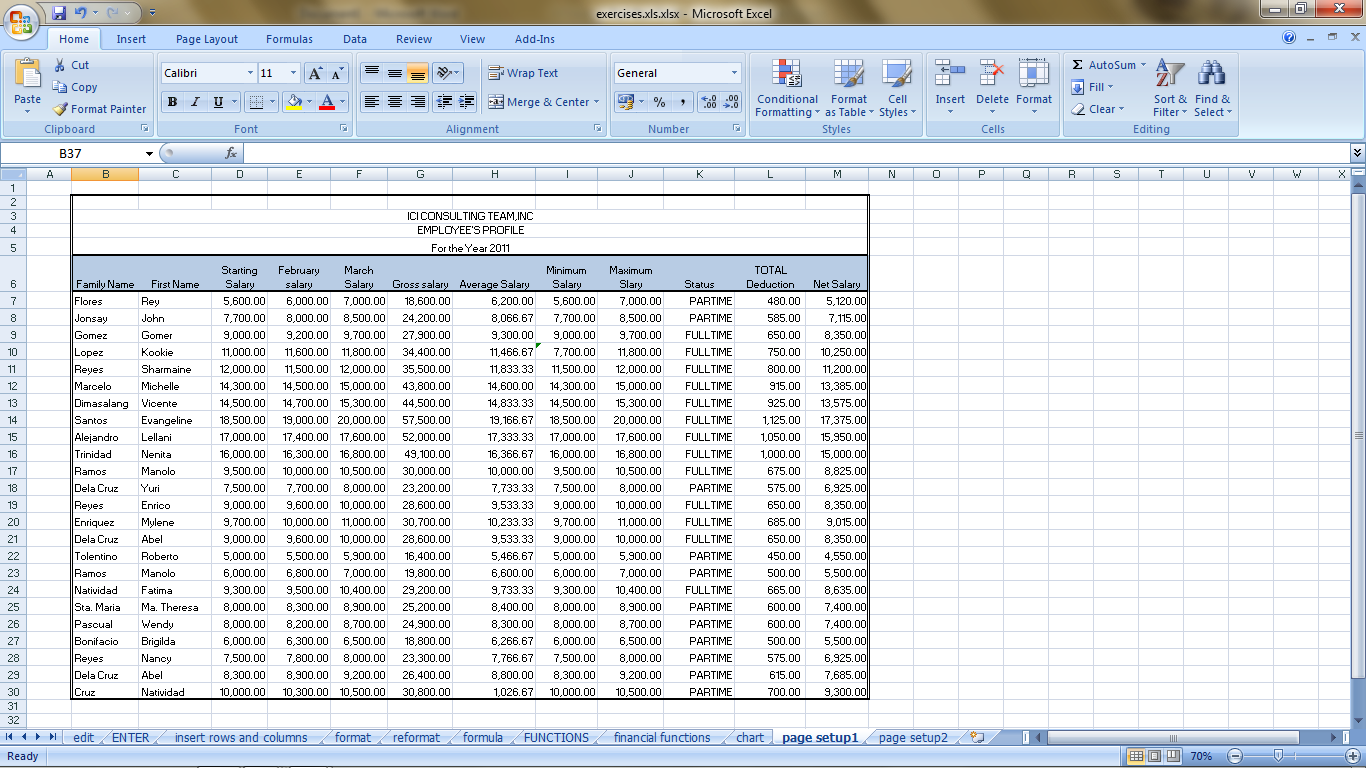 exercises.xls.xlsx - Microsoft Excel
Home Insert Page Layout Formulas Data Review View Add-Ins
Paste Cut Copy Format Painter Clipboard
Calibri 11 A A B I U A Font
Wrap Text Merge & Center Alignment
General % , .00 .0 Number
Conditional Formatting Format as Table Cell Styles Styles
Insert Delete Format Cells
Σ AutoSum Fill Clear Sort & Filter Find & Select Editing
B37 fx
A B C D E F G H I J K L M N O P Q R S T U V W X
1
2
3 ICI CONSULTING TEAM,INC
4 EMPLOYEE'S PROFILE
5 For the Year 2011
6 Family Name First Name Starting Salary February salary March Salary Gross salary Average Salary Minimum Salary Maximum Slary Status TOTAL Deduction Net Salary
7 Flores Rey 5,600.00 6,000.00 7,000.00 18,600.00 6,200.00 5,600.00 7,000.00 PARTIME 480.00 5,120.00
8 Jonsay John 7,700.00 8,000.00 8,500.00 24,200.00 8,066.67 7,700.00 8,500.00 PARTIME 585.00 7,115.00
9 Gomez Gomer 9,000.00 9,200.00 9,700.00 27,900.00 9,300.00 9,000.00 9,700.00 FULLTIME 650.00 8,350.00
10 Lopez Kookie 11,000.00 11,600.00 11,800.00 34,400.00 11,466.67 7,700.00 11,800.00 FULLTIME 750.00 10,250.00
11 Reyes Sharmaine 12,000.00 11,500.00 12,000.00 35,500.00 11,833.33 11,500.00 12,000.00 FULLTIME 800.00 11,200.00
12 Marcelo Michelle 14,300.00 14,500.00 15,000.00 43,800.00 14,600.00 14,300.00 15,000.00 FULLTIME 915.00 13,385.00
13 Dimasalang Vicente 14,500.00 14,700.00 15,300.00 44,500.00 14,833.33 14,500.00 15,300.00 FULLTIME 925.00 13,575.00
14 Santos Evangeline 18,500.00 19,000.00 20,000.00 57,500.00 19,166.67 18,500.00 20,000.00 FULLTIME 1,125.00 17,375.00
15 Alejandro Lellani 17,000.00 17,400.00 17,600.00 52,000.00 17,333.33 17,000.00 17,600.00 FULLTIME 1,050.00 15,950.00
16 Trinidad Nenita 16,000.00 16,300.00 16,800.00 49,100.00 16,366.67 16,000.00 16,800.00 FULLTIME 1,000.00 15,000.00
17 Ramos Manolo 9,500.00 10,000.00 10,500.00 30,000.00 10,000.00 9,500.00 10,500.00 FULLTIME 675.00 8,825.00
18 Dela Cruz Yuri 7,500.00 7,700.00 8,000.00 23,200.00 7,733.33 7,500.00 8,000.00 PARTIME 575.00 6,925.00
19 Reyes Enrico 9,000.00 9,600.00 10,000.00 28,600.00 9,533.33 9,000.00 10,000.00 FULLTIME 650.00 8,350.00
20 Enriquez Mylene 9,700.00 10,000.00 11,000.00 30,700.00 10,233.33 9,700.00 11,000.00 FULLTIME 685.00 9,015.00
21 Dela Cruz Abel 9,000.00 9,600.00 10,000.00 28,600.00 9,533.33 9,000.00 10,000.00 FULLTIME 650.00 8,350.00
22 Tolentino Roberto 5,000.00 5,500.00 5,900.00 16,400.00 5,466.67 5,000.00 5,900.00 PARTIME 450.00 4,550.00
23 Ramos Manolo 6,000.00 6,800.00 7,000.00 19,800.00 6,600.00 6,000.00 7,000.00 PARTIME 500.00 5,500.00
24 Natividad Fatima 9,300.00 9,500.00 10,400.00 29,200.00 9,733.33 9,300.00 10,400.00 FULLTIME 665.00 8,635.00
25 Sta. Maria Ma. Theresa 8,000.00 8,300.00 8,900.00 25,200.00 8,400.00 8,000.00 8,900.00 PARTIME 600.00 7,400.00
26 Pascual Wendy 8,000.00 8,200.00 8,700.00 24,900.00 8,300.00 8,000.00 8,700.00 PARTIME 600.00 7,400.00
27 Bonifacio Brigilda 6,000.00 6,300.00 6,500.00 18,800.00 6,266.67 6,000.00 6,500.00 PARTIME 500.00 5,500.00
28 Reyes Nancy 7,500.00 7,800.00 8,000.00 23,300.00 7,766.67 7,500.00 8,000.00 PARTIME 575.00 6,925.00
29 Dela Cruz Abel 8,300.00 8,900.00 9,200.00 26,400.00 8,800.00 8,300.00 9,200.00 PARTIME 615.00 7,685.00
30 Cruz Natividad 10,000.00 10,300.00 10,500.00 30,800.00 1,026.67 10,000.00 10,500.00 PARTIME 700.00 9,300.00
31
32
edit ENTER insert rows and columns format reformat formula FUNCTIONS financial functions chart page setup1 page setup2
Ready 70%